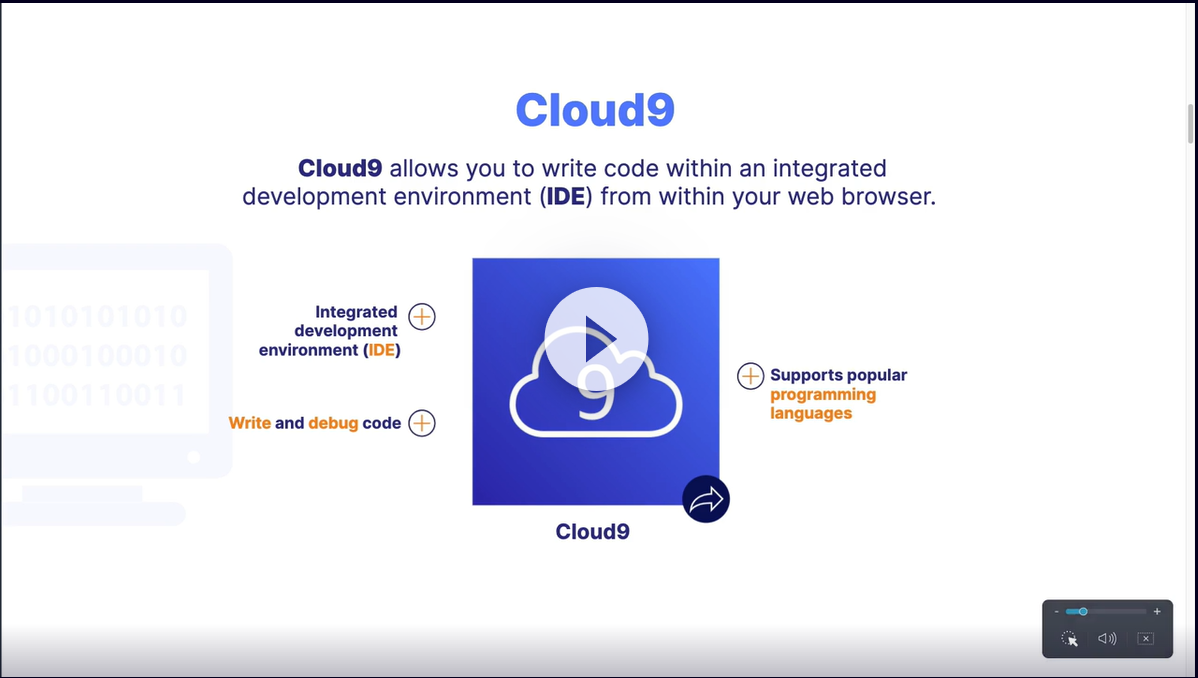 Cloud9
Cloud9 allows you to write code within an integrated
development environment (IDE) from within your web browser.
1010101010
1000100010
1100110011
Integrated
development
environment (IDE)
Write and debug code
9
Supports popular
programming
languages
Cloud9
- +